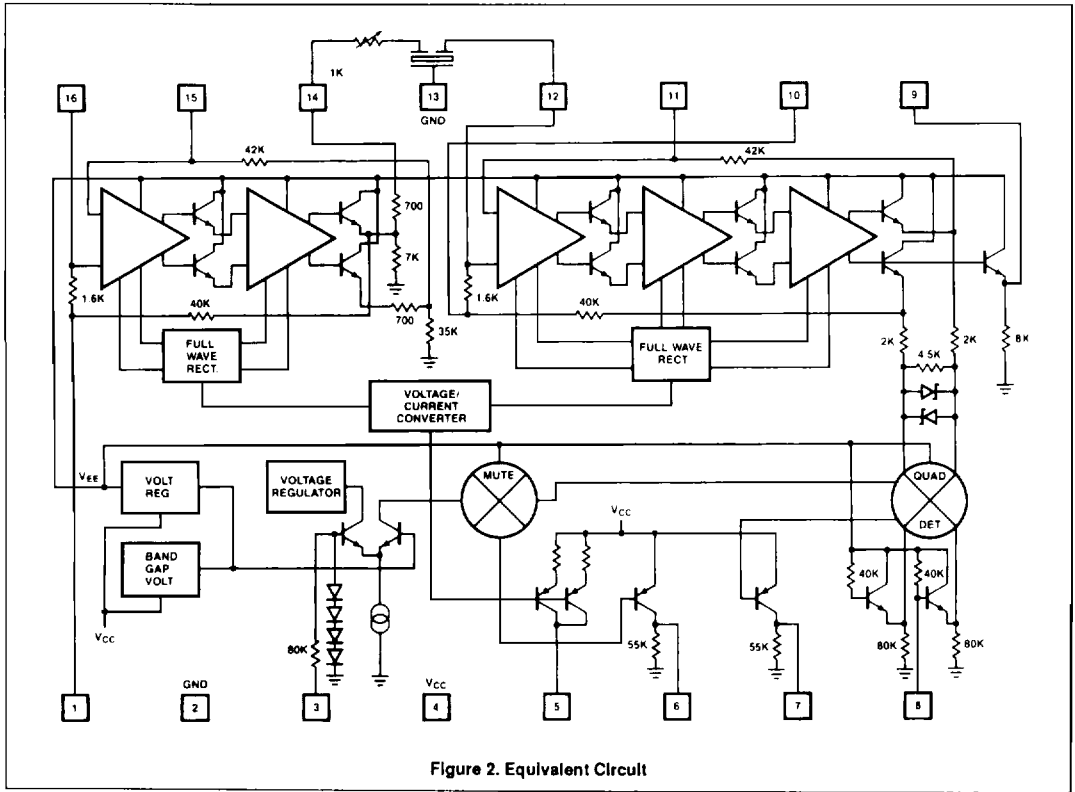 1K
16
15
14
13
12
11
10
9
GND
42K
42K
700
7K
1.6K
40K
700
35K
1.6K
40K
2K
2K
8K
4.5K
FULL
WAVE
RECT.
FULL WAVE
RECT
VOLTAGE/
CURRENT
CONVERTER
VEE
VOLT
REG
VOLTAGE
REGULATOR
MUTE
QUAD
DET
VCC
BAND
GAP
VOLT
VCC
40K
40K
80K
55K
55K
80K
80K
GND
VCC
1
2
3
4
5
6
7
8
Figure 2. Equivalent Circuit